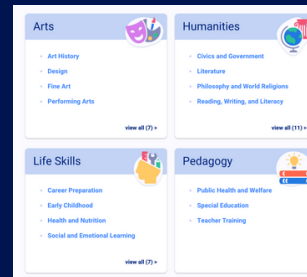 Arts
Art History
Design
Fine Art
Performing Arts
view all (7) »
Humanities
Civics and Government
Literature
Philosophy and World Religions
Reading, Writing, and Literacy
view all (11) »
Life Skills
Career Preparation
Early Childhood
Health and Nutrition
Social and Emotional Learning
view all (7) »
Pedagogy
Public Health and Welfare
Special Education
Teacher Training